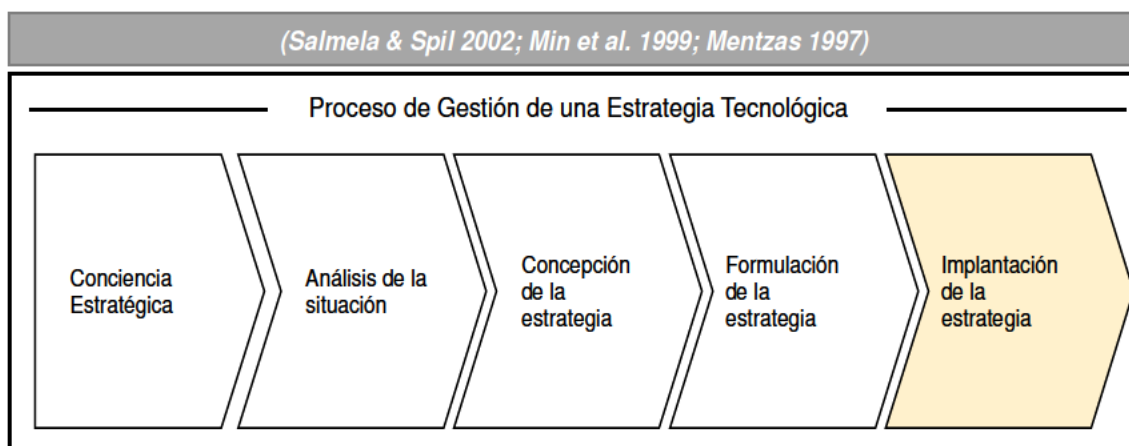 (Salmela & Spil 2002; Min et al. 1999; Mentzas 1997)
Proceso de Gestión de una Estrategia Tecnológica
Conciencia
Estratégica
Análisis de la
situación
Concepción
de la
estrategia
Formulación
de la
estrategia
Implantación
de la
estrategia